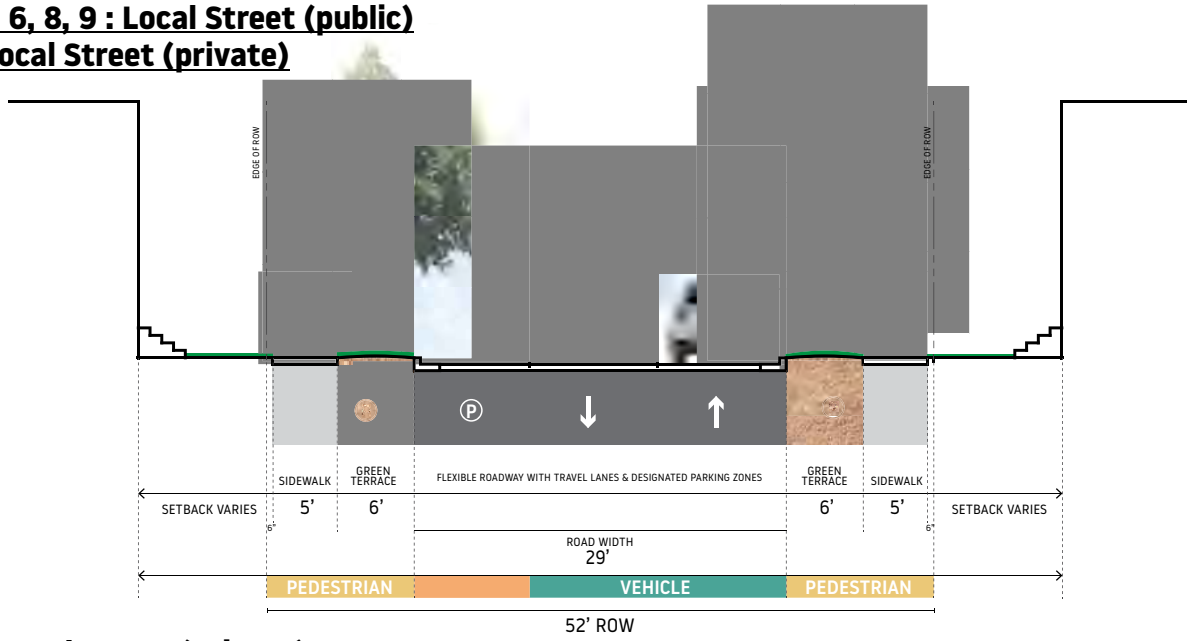 6, 8, 9 : Local Street (public)
ocal Street (private)
EDGE OF ROW
EDGE OF ROW
P
SIDEWALK
GREEN
TERRACE
FLEXIBLE ROADWAY WITH TRAVEL LANES & DESIGNATED PARKING ZONES
GREEN
TERRACE
SIDEWALK
SETBACK VARIES
5’
6’
6’
5’
SETBACK VARIES
6"
6"
ROAD WIDTH
29’
PEDESTRIAN
VEHICLE
PEDESTRIAN
52’ ROW